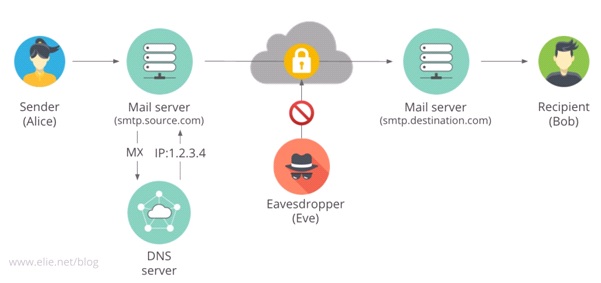 Sender
(Alice)
Mail server
(smtp.source.com)
Mail server
(smtp.destination.com)
Recipient
(Bob)
MX
IP:1.2.3.4
Eavesdropper
(Eve)
DNS
server
www.elie.net/blog